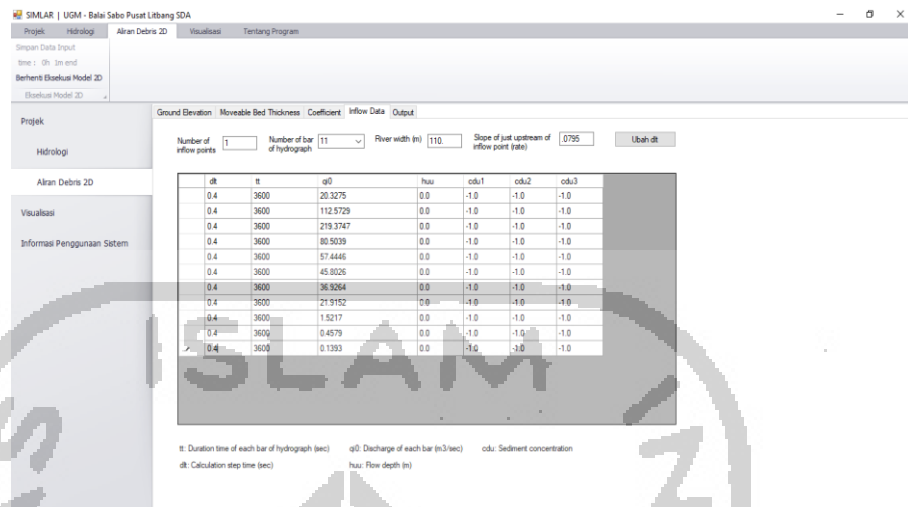 SIMLAR | UGM - Balai Sabo Pusat Litbang SDA
Projek Hidrologi Aliran Debris 2D Visualisasi Tentang Program
Simpan Data Input
time : 0h 1m end
Berhenti Eksekusi Model 2D
Eksekusi Model 2D
Projek
Hidrologi
Aliran Debris 2D
Visualisasi
Informasi Penggunaan Sistem
Ground Elevation Moveable Bed Thickness Coefficient Inflow Data Output
Number of inflow points 1 Number of bar of hydrograph 11 River width (m) 110. Slope of just upstream of inflow point (rate) .0795 Ubah dlt
dlt tt qi0 huu cdu1 cdu2 cdu3
0.4 3600 20.3275 0.0 -1.0 -1.0 -1.0
0.4 3600 112.5729 0.0 -1.0 -1.0 -1.0
0.4 3600 219.3747 0.0 -1.0 -1.0 -1.0
0.4 3600 80.5039 0.0 -1.0 -1.0 -1.0
0.4 3600 57.4446 0.0 -1.0 -1.0 -1.0
0.4 3600 45.8026 0.0 -1.0 -1.0 -1.0
0.4 3600 36.9264 0.0 -1.0 -1.0 -1.0
0.4 3600 21.9152 0.0 -1.0 -1.0 -1.0
0.4 3600 1.5217 0.0 -1.0 -1.0 -1.0
0.4 3600 0.4579 0.0 -1.0 -1.0 -1.0
0.4 3600 0.1393 0.0 -1.0 -1.0 -1.0
tt: Duration time of each bar of hydrograph (sec) qi0: Discharge of each bar (m3/sec) cdu: Sediment concentration
dlt: Calculation step time (sec) huu: Flow depth (m)
ISLAM